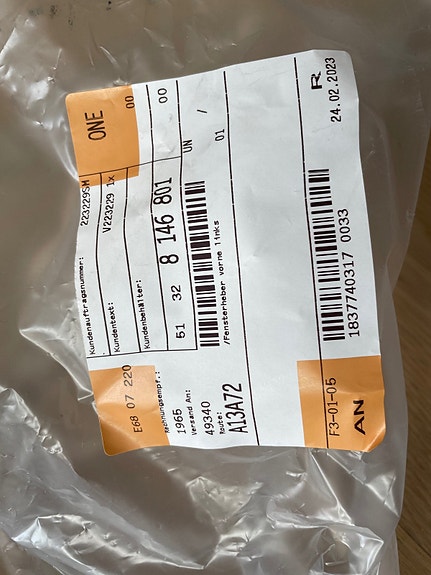 E68 07 220
Kundenauftragsnummer: 223229SH
ONE
Kundentext: V223229 1x
00
Kundenbehälter:
Rechnungsempf.:
1965
51 32 8 146 801
00
Versand An:
49340
UN /
Route:
A13A72
/Fensterheber vorne links
01
F3-01-05
AN
1837740317 0033
R
24.02.2023